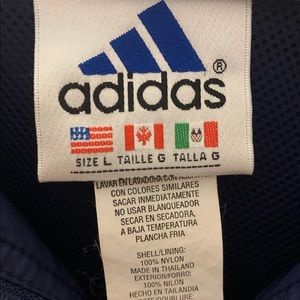 adidas®
SIZE L TAILLE G TALLA G
LAVAR EN LAVADORA CON AGUA
CON COLORES SIMILARES
SACAR INMEDIATAMENTE
NO USAR BLANQUEADOR
SECAR EN SECADORA,
A BAJA TEMPERATURA
PLANCHA FRIA
SHELL/LINING:
100% NYLON
MADE IN THAILAND
EXTERIOR/FORRO:
100% NILON
HECHO EN TAILANDIA